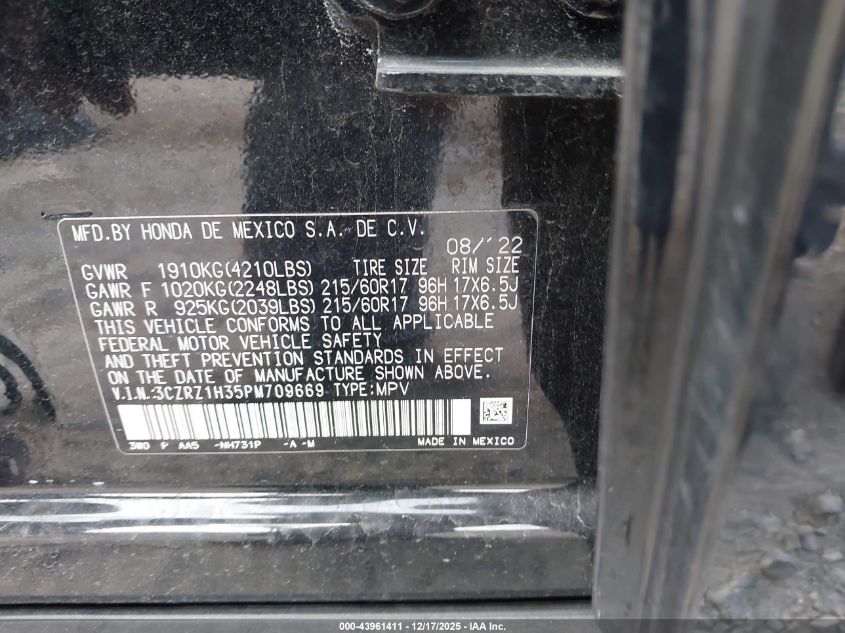 MFD.BY HONDA DE MEXICO S.A. DE C.V.
08/'22
GVWR 1910KG(4210LBS) TIRE SIZE RIM SIZE
GAWR F 1020KG(2248LBS) 215/60R17 96H 17X6.5J
GAWR R 925KG(2039LBS) 215/60R17 96H 17X6.5J
THIS VEHICLE CONFORMS TO ALL APPLICABLE
FEDERAL MOTOR VEHICLE SAFETY
AND THEFT PREVENTION STANDARDS IN EFFECT
ON THE DATE OF MANUFACTURE SHOWN ABOVE.
V.I.N.3CZRZ1H35PM709669 TYPE:MPV
3W0 P AA5 -NH731P -A -M MADE IN MEXICO
000-43961411 - 12/17/2025 - IAA Inc.